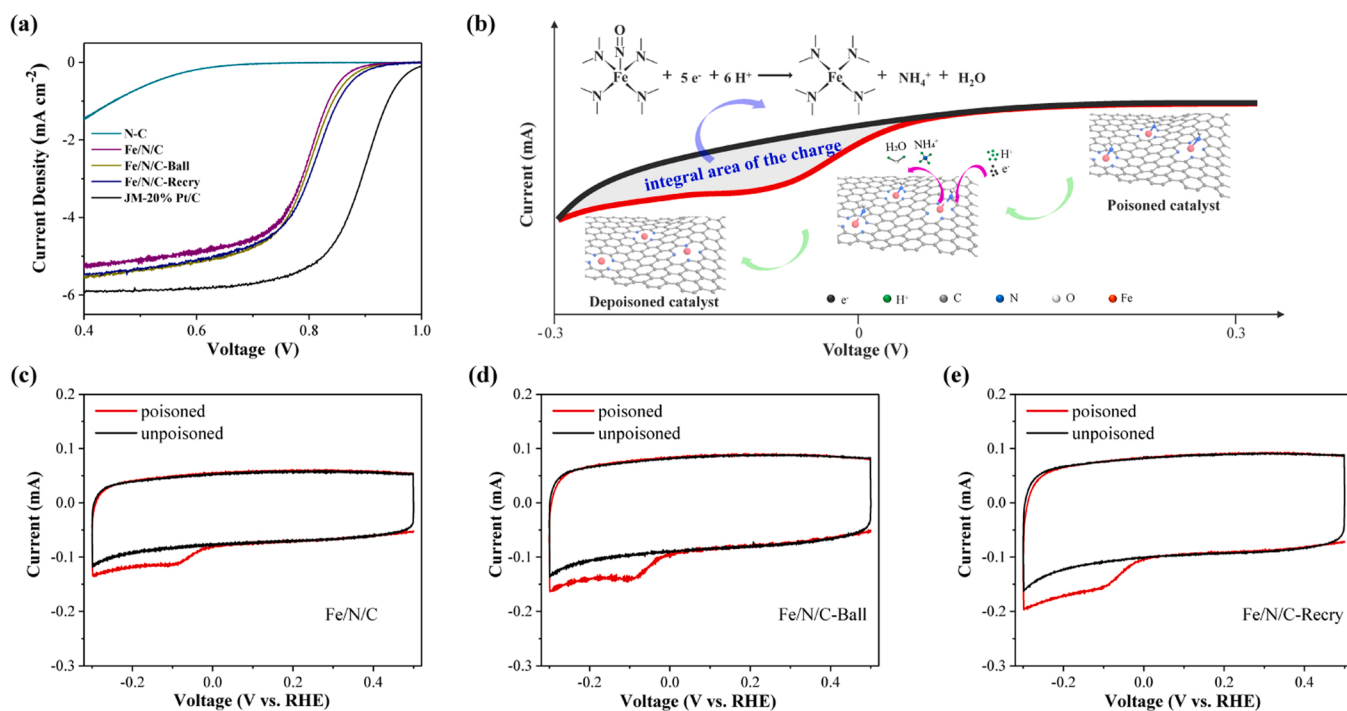 (a)
0
-2
-4
-6
0.4
0.6
0.8
1.0
Current Density (mA cm-2)
Voltage (V)
N-C
Fe/N/C
Fe/N/C-Ball
Fe/N/C-Recry
JM-20% Pt/C
(b)
O
N
N N
Fe
N N
+ 5 e- + 6 H+
N N
Fe
N N
+ NH4+ + H2O
Current (mA)
integral area of the charge
H2O
NH4+
H+
e-
Poisoned catalyst
Depoisoned catalyst
e- H+ C N O Fe
-0.3
0
0.3
Voltage (V)
(c)
0.2
0.1
0.0
-0.1
-0.2
-0.3
-0.2
0.0
0.2
0.4
Current (mA)
Voltage (V vs. RHE)
poisoned
unpoisoned
Fe/N/C
(d)
0.2
0.1
0.0
-0.1
-0.2
-0.3
-0.2
0.0
0.2
0.4
Current (mA)
Voltage (V vs. RHE)
poisoned
unpoisoned
Fe/N/C-Ball
(e)
0.2
0.1
0.0
-0.1
-0.2
-0.3
-0.2
0.0
0.2
0.4
Current (mA)
Voltage (V vs. RHE)
poisoned
unpoisoned
Fe/N/C-Recry